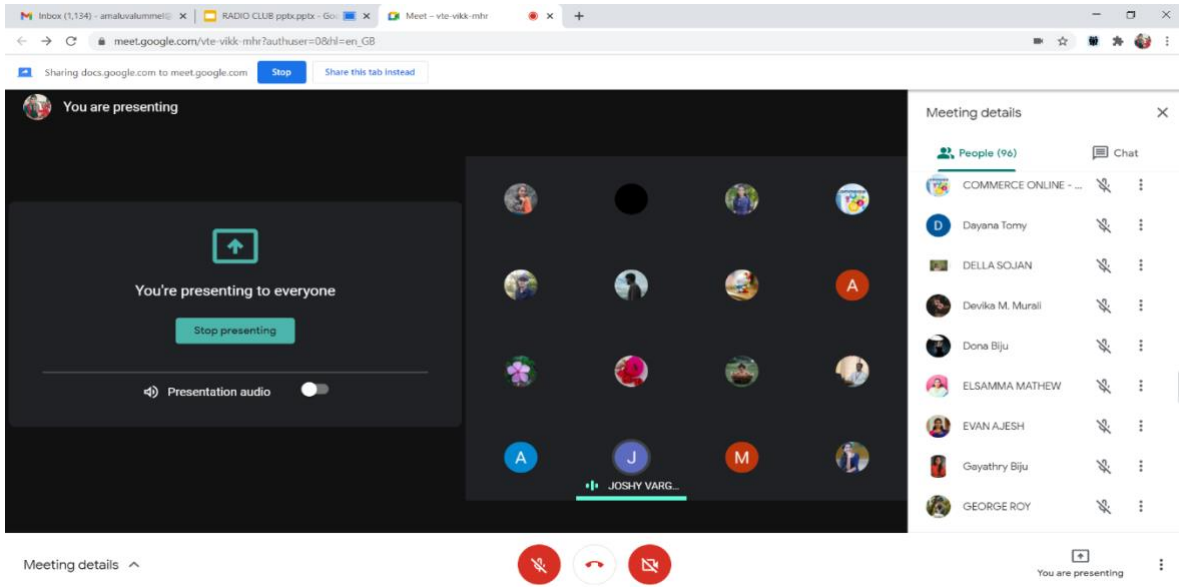 Inbox (1,134) - amaluvalummel@
RADIO CLUB pptx.pptx - Goo
Meet – vte-vikk-mhr
meet.google.com/vte-vikk-mhr?authuser=0&hl=en_GB
Sharing docs.google.com to meet.google.com
Stop
Share this tab instead
You are presenting
You're presenting to everyone
Stop presenting
Presentation audio
A
A
J
M
JOSHY VARG...
Meeting details
People (96)
Chat
COMMERCE ONLINE - ...
D
Dayana Tomy
DELLA SOJAN
Devika M. Murali
Dona Biju
ELSAMMA MATHEW
EVAN AJESH
Gayathry Biju
GEORGE ROY
Meeting details
You are presenting